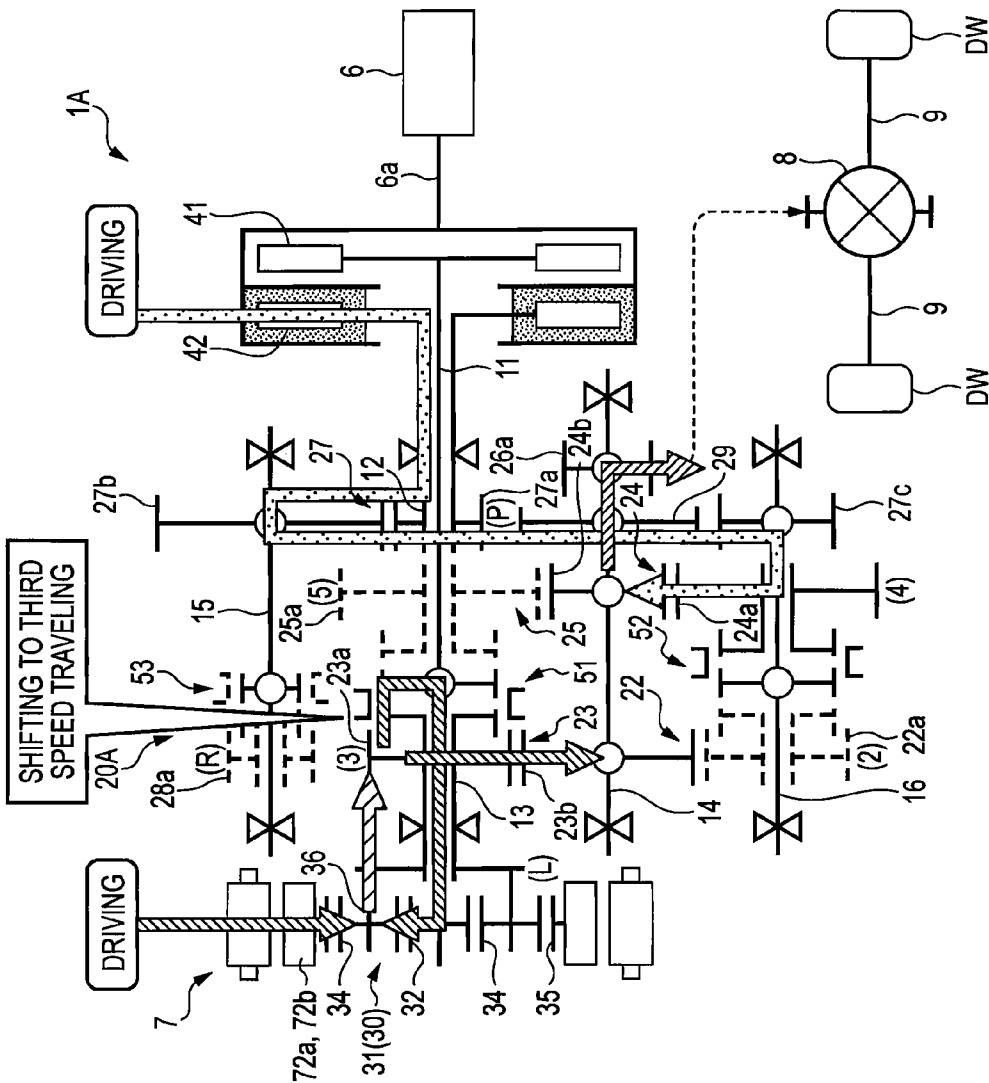 1A
6
6a
41
42
DRIVING
11
12
27
27a
27b
(P)
26a
24b
24
24a
29
27c
(4)
52
25
25a
(5)
15
53
SHIFTING TO THIRD
SPEED TRAVELING
20A
28a
(R)
23a
(3)
51
23
23b
22
22a
(2)
16
14
13
36
(L)
DRIVING
7
72a, 72b
34
31(30)
32
34
35
8
9
9
DW
DW